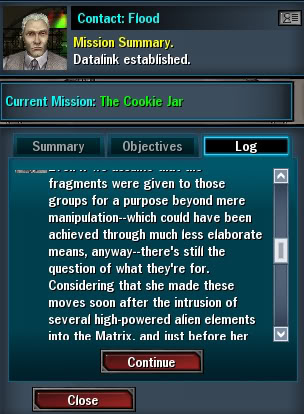 Contact: Flood
Mission Summary.
Datalink established.
Current Mission: The Cookie Jar
Summary
Objectives
Log
fragments were given to those
groups for a purpose beyond mere
manipulation--which could have been
achieved through much less elaborate
means, anyway--there's still the
question of what they're for.
Considering that she made these
moves soon after the intrusion of
several high-powered alien elements
into the Matrix, and just before her
Continue
Close